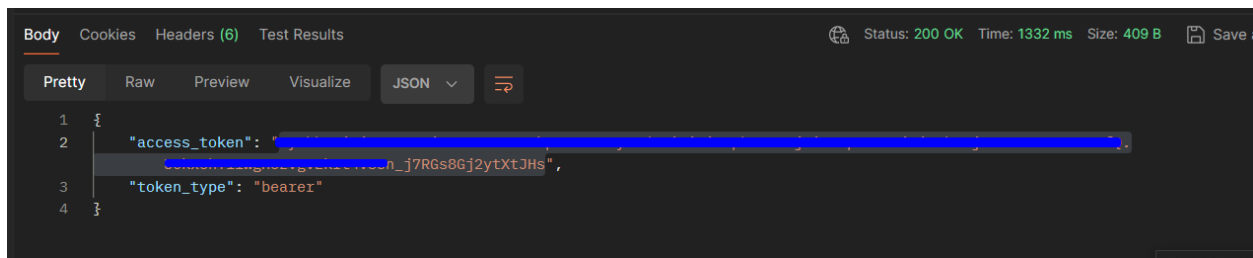 Body Cookies Headers (6) Test Results Status: 200 OK Time: 1332 ms Size: 409 B Save
Pretty Raw Preview Visualize JSON
1 {
2 "access_token": "
n_j7RGs8Gj2ytXtJHs",
3 "token_type": "bearer"
4 }